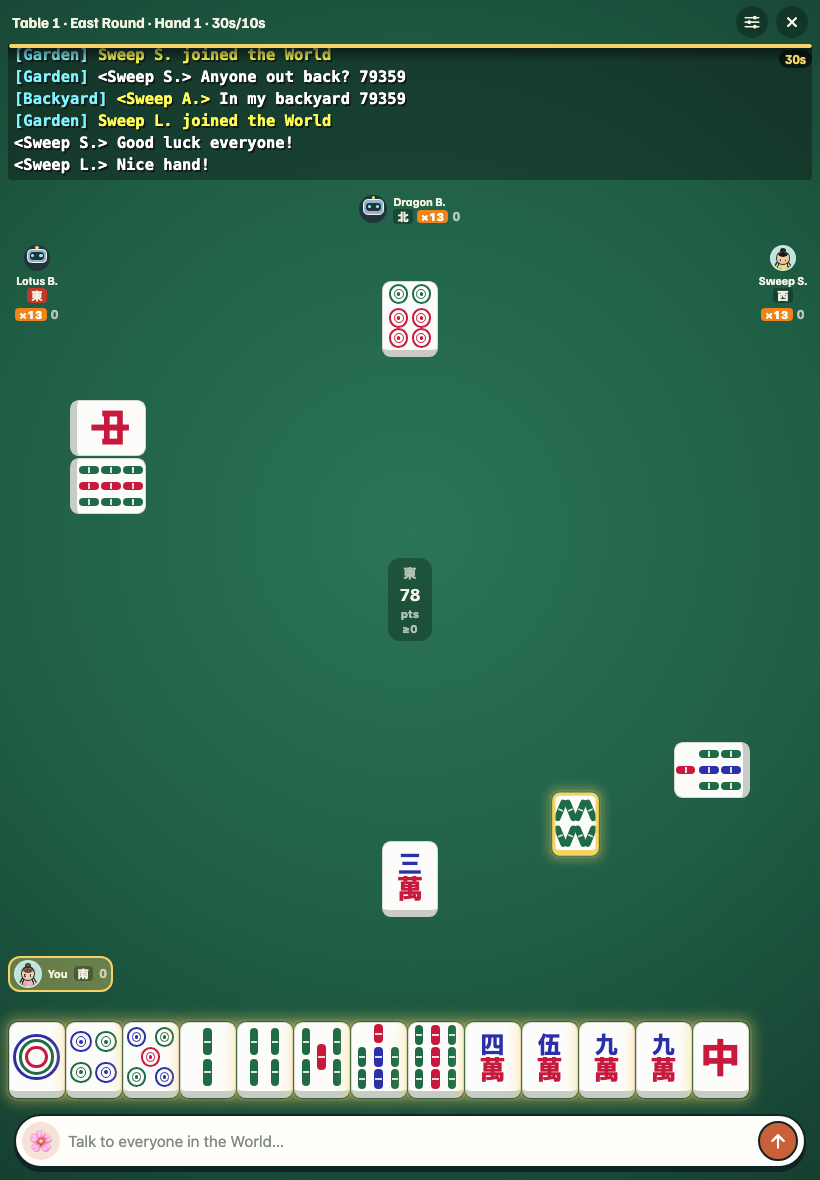 Table 1 · East Round · Hand 1 · 30s/10s
[Garden] Sweep S. joined the World
30s
[Garden] <Sweep S.> Anyone out back? 79359
[Backyard] <Sweep A.> In my backyard 79359
[Garden] Sweep L. joined the World
<Sweep S.> Good luck everyone!
<Sweep L.> Nice hand!
Dragon B.
北 ×13 0
Lotus B.
東
×13 0
Sweep S.
西
×13 0
中
東
78
pts
≥0
三萬
You 南 0
四萬 伍萬 九萬 九萬 中
Talk to everyone in the World...